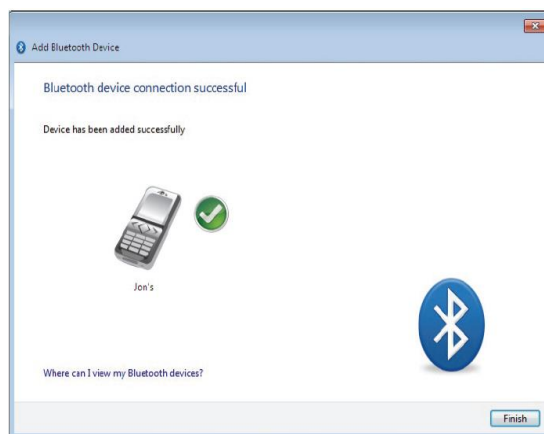 Add Bluetooth Device
Bluetooth device connection successful
Device has been added successfully
Jon's
Where can I view my Bluetooth devices?
Finish